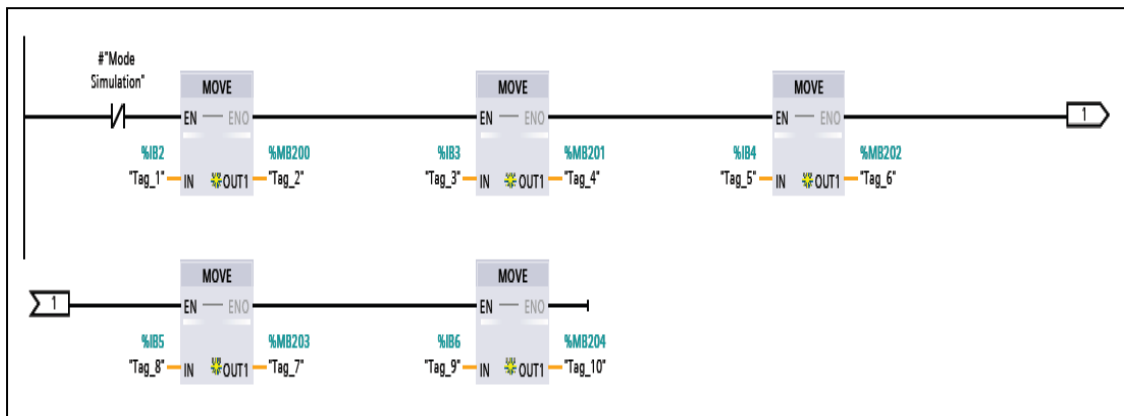 #"Mode
Simulation"
MOVE MOVE MOVE
EN ENO EN ENO EN ENO 1
%IB2 %MB200 %IB3 %MB201 %IB4 %MB202
"Tag_1" IN OUT1 "Tag_2" "Tag_3" IN OUT1 "Tag_4" "Tag_5" IN OUT1 "Tag_6"
MOVE MOVE
1 EN ENO EN ENO
%IB5 %MB203 %IB6 %MB204
"Tag_8" IN OUT1 "Tag_7" "Tag_9" IN OUT1 "Tag_10"